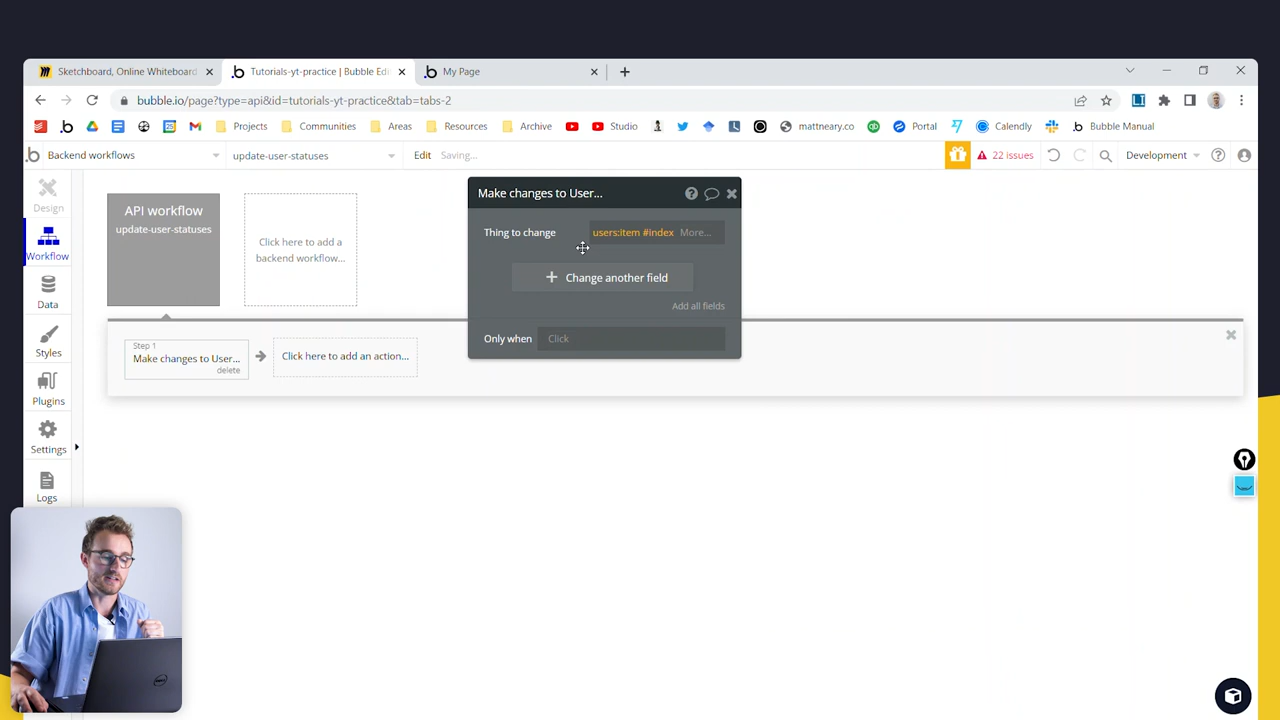 Sketchboard, Online Whiteboard
Tutorials-yt-practice | Bubble Edi
My Page
bubble.io/page?type=api&id=tutorials-yt-practice&tab=tabs-2
Projects
Communities
Areas
Resources
Archive
Studio
mattneary.co
Portal
Calendly
Bubble Manual
Backend workflows
update-user-statuses
Edit
Saving...
22 issues
Development
Design
Workflow
Data
Styles
Plugins
Settings
Logs
API workflow
update-user-statuses
Click here to add a
backend workflow...
Make changes to User...
Thing to change
users:item #index
More...
Change another field
Add all fields
Only when
Click
Step 1
Make changes to User...
delete
Click here to add an action...
DELL